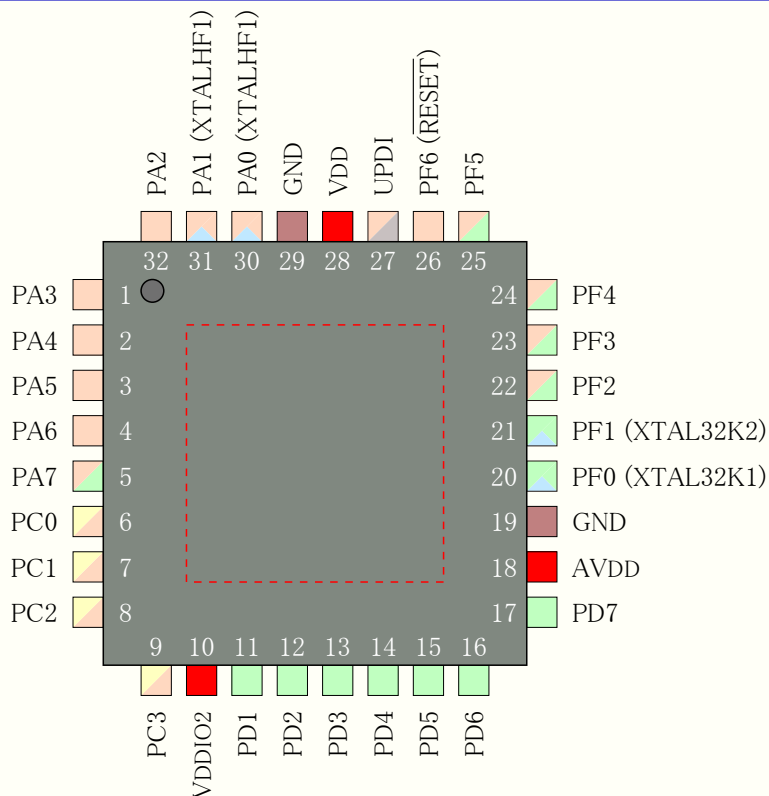 PA2
PA1 (XTALHF1)
PA0 (XTALHF1)
GND
VDD
UPDI
PF6 (RESET)
PF5
32
31
30
29
28
27
26
25
PA3 1
PA4 2
PA5 3
PA6 4
PA7 5
PC0 6
PC1 7
PC2 8
24 PF4
23 PF3
22 PF2
21 PF1 (XTAL32K2)
20 PF0 (XTAL32K1)
19 GND
18 AVDD
17 PD7
9
10
11
12
13
14
15
16
PC3
VDDIO2
PD1
PD2
PD3
PD4
PD5
PD6